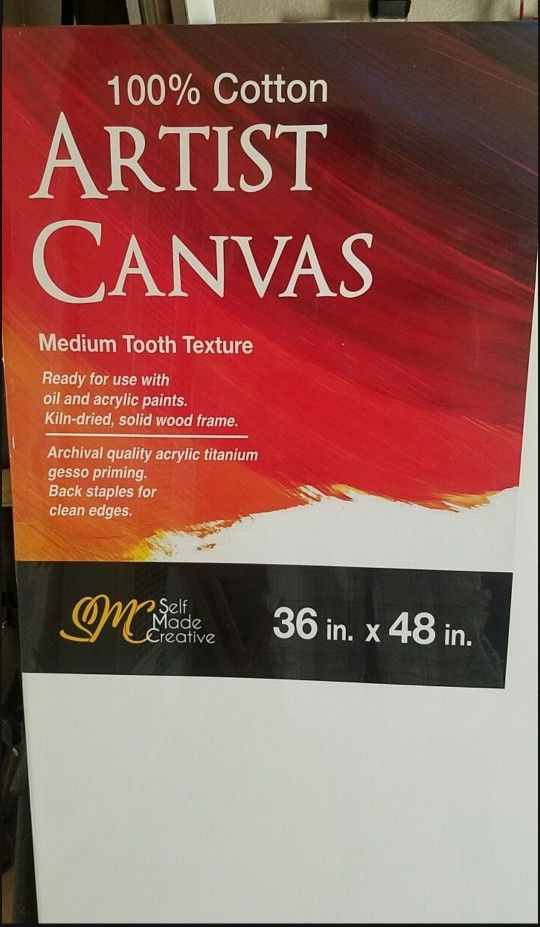 100% Cotton
ARTIST
CANVAS
Medium Tooth Texture
Ready for use with
oil and acrylic paints.
Kiln-dried, solid wood frame.
Archival quality acrylic titanium
gesso priming.
Back staples for
clean edges.
SMC
Self
Made
Creative
36 in. x 48 in.